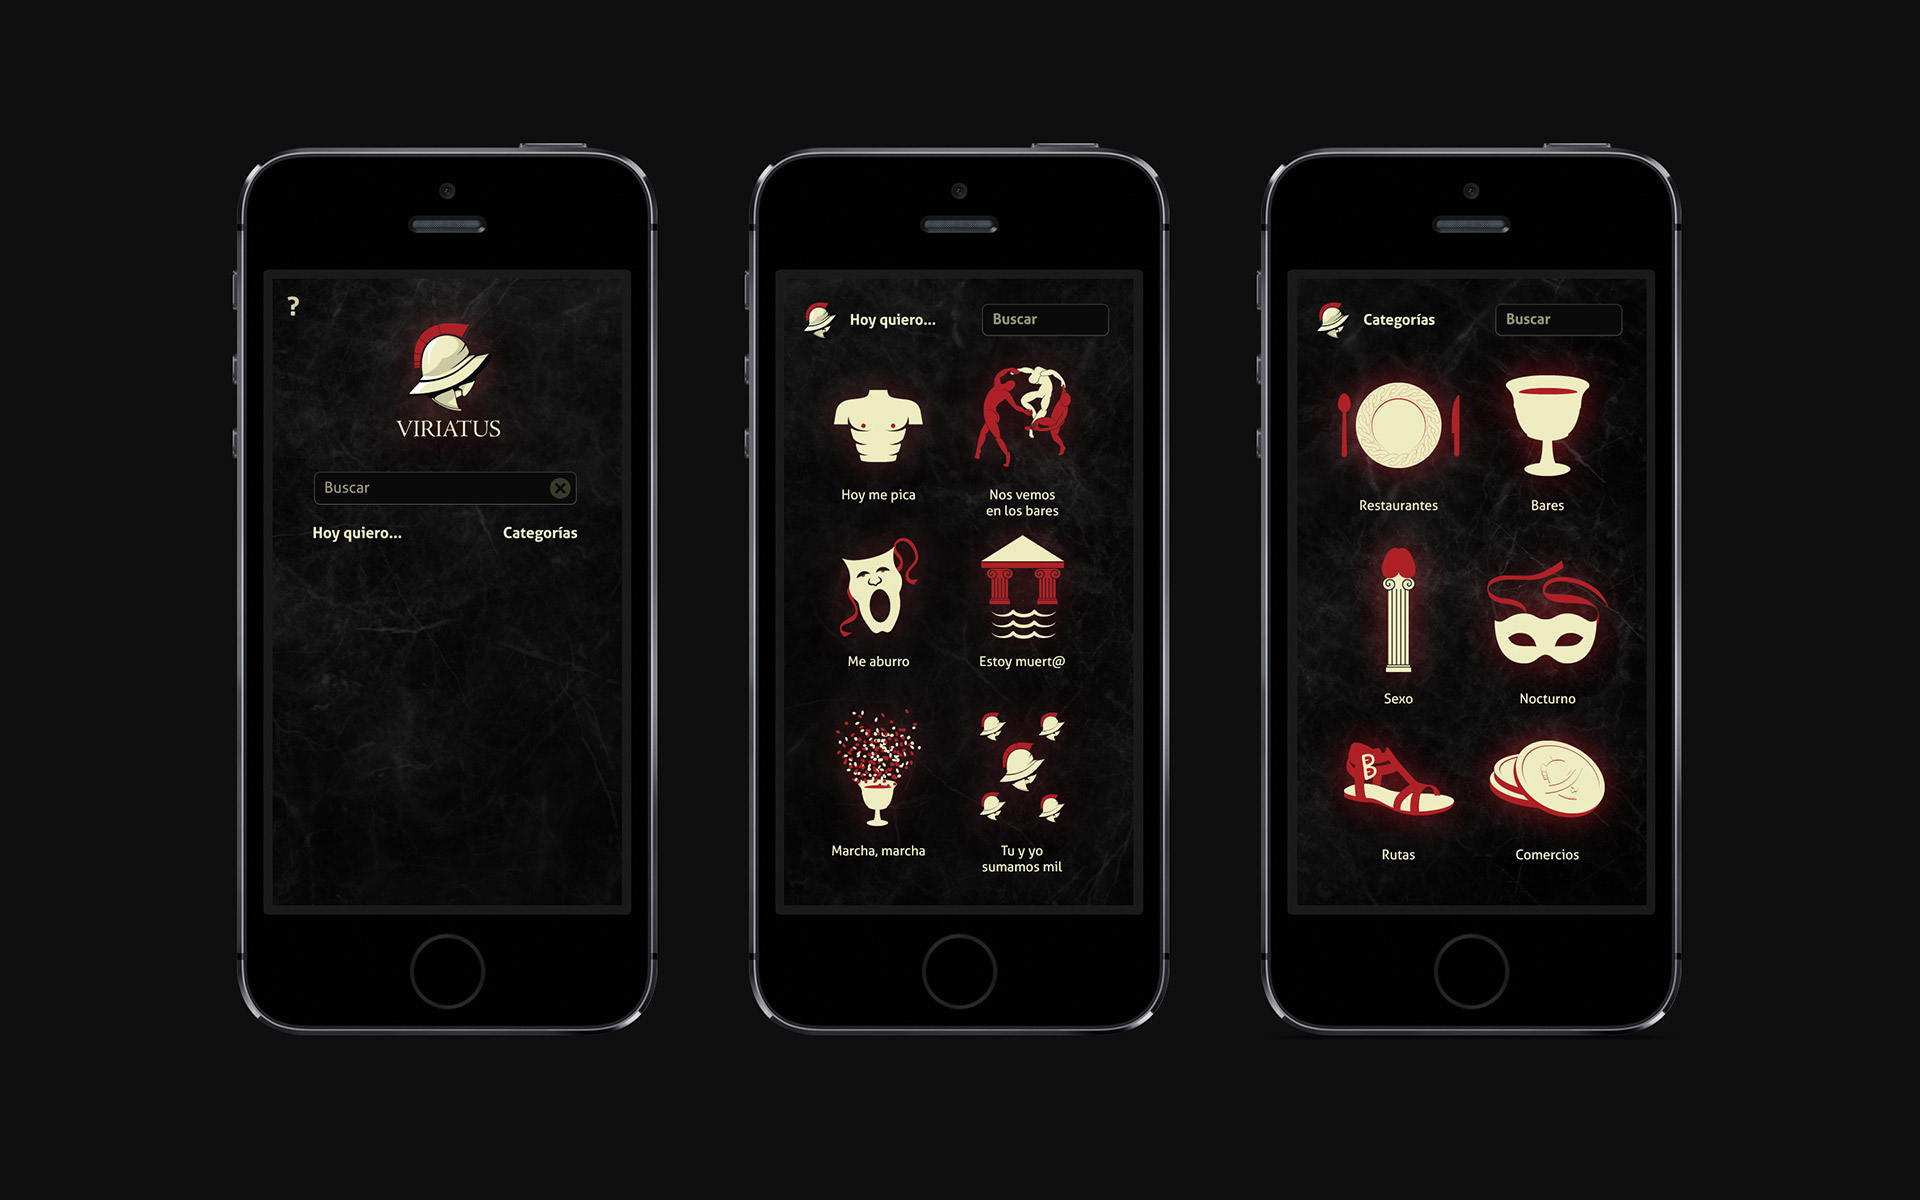 ?
VIRIATUS
Buscar
Hoy quiero...
Categorías
Hoy quiero...
Buscar
Hoy me pica
Nos vemos
en los bares
Me aburro
Estoy muert@
Marcha, marcha
Tu y yo
sumamos mil
Categorías
Buscar
Restaurantes
Bares
Sexo
Nocturno
B
Rutas
Comercios